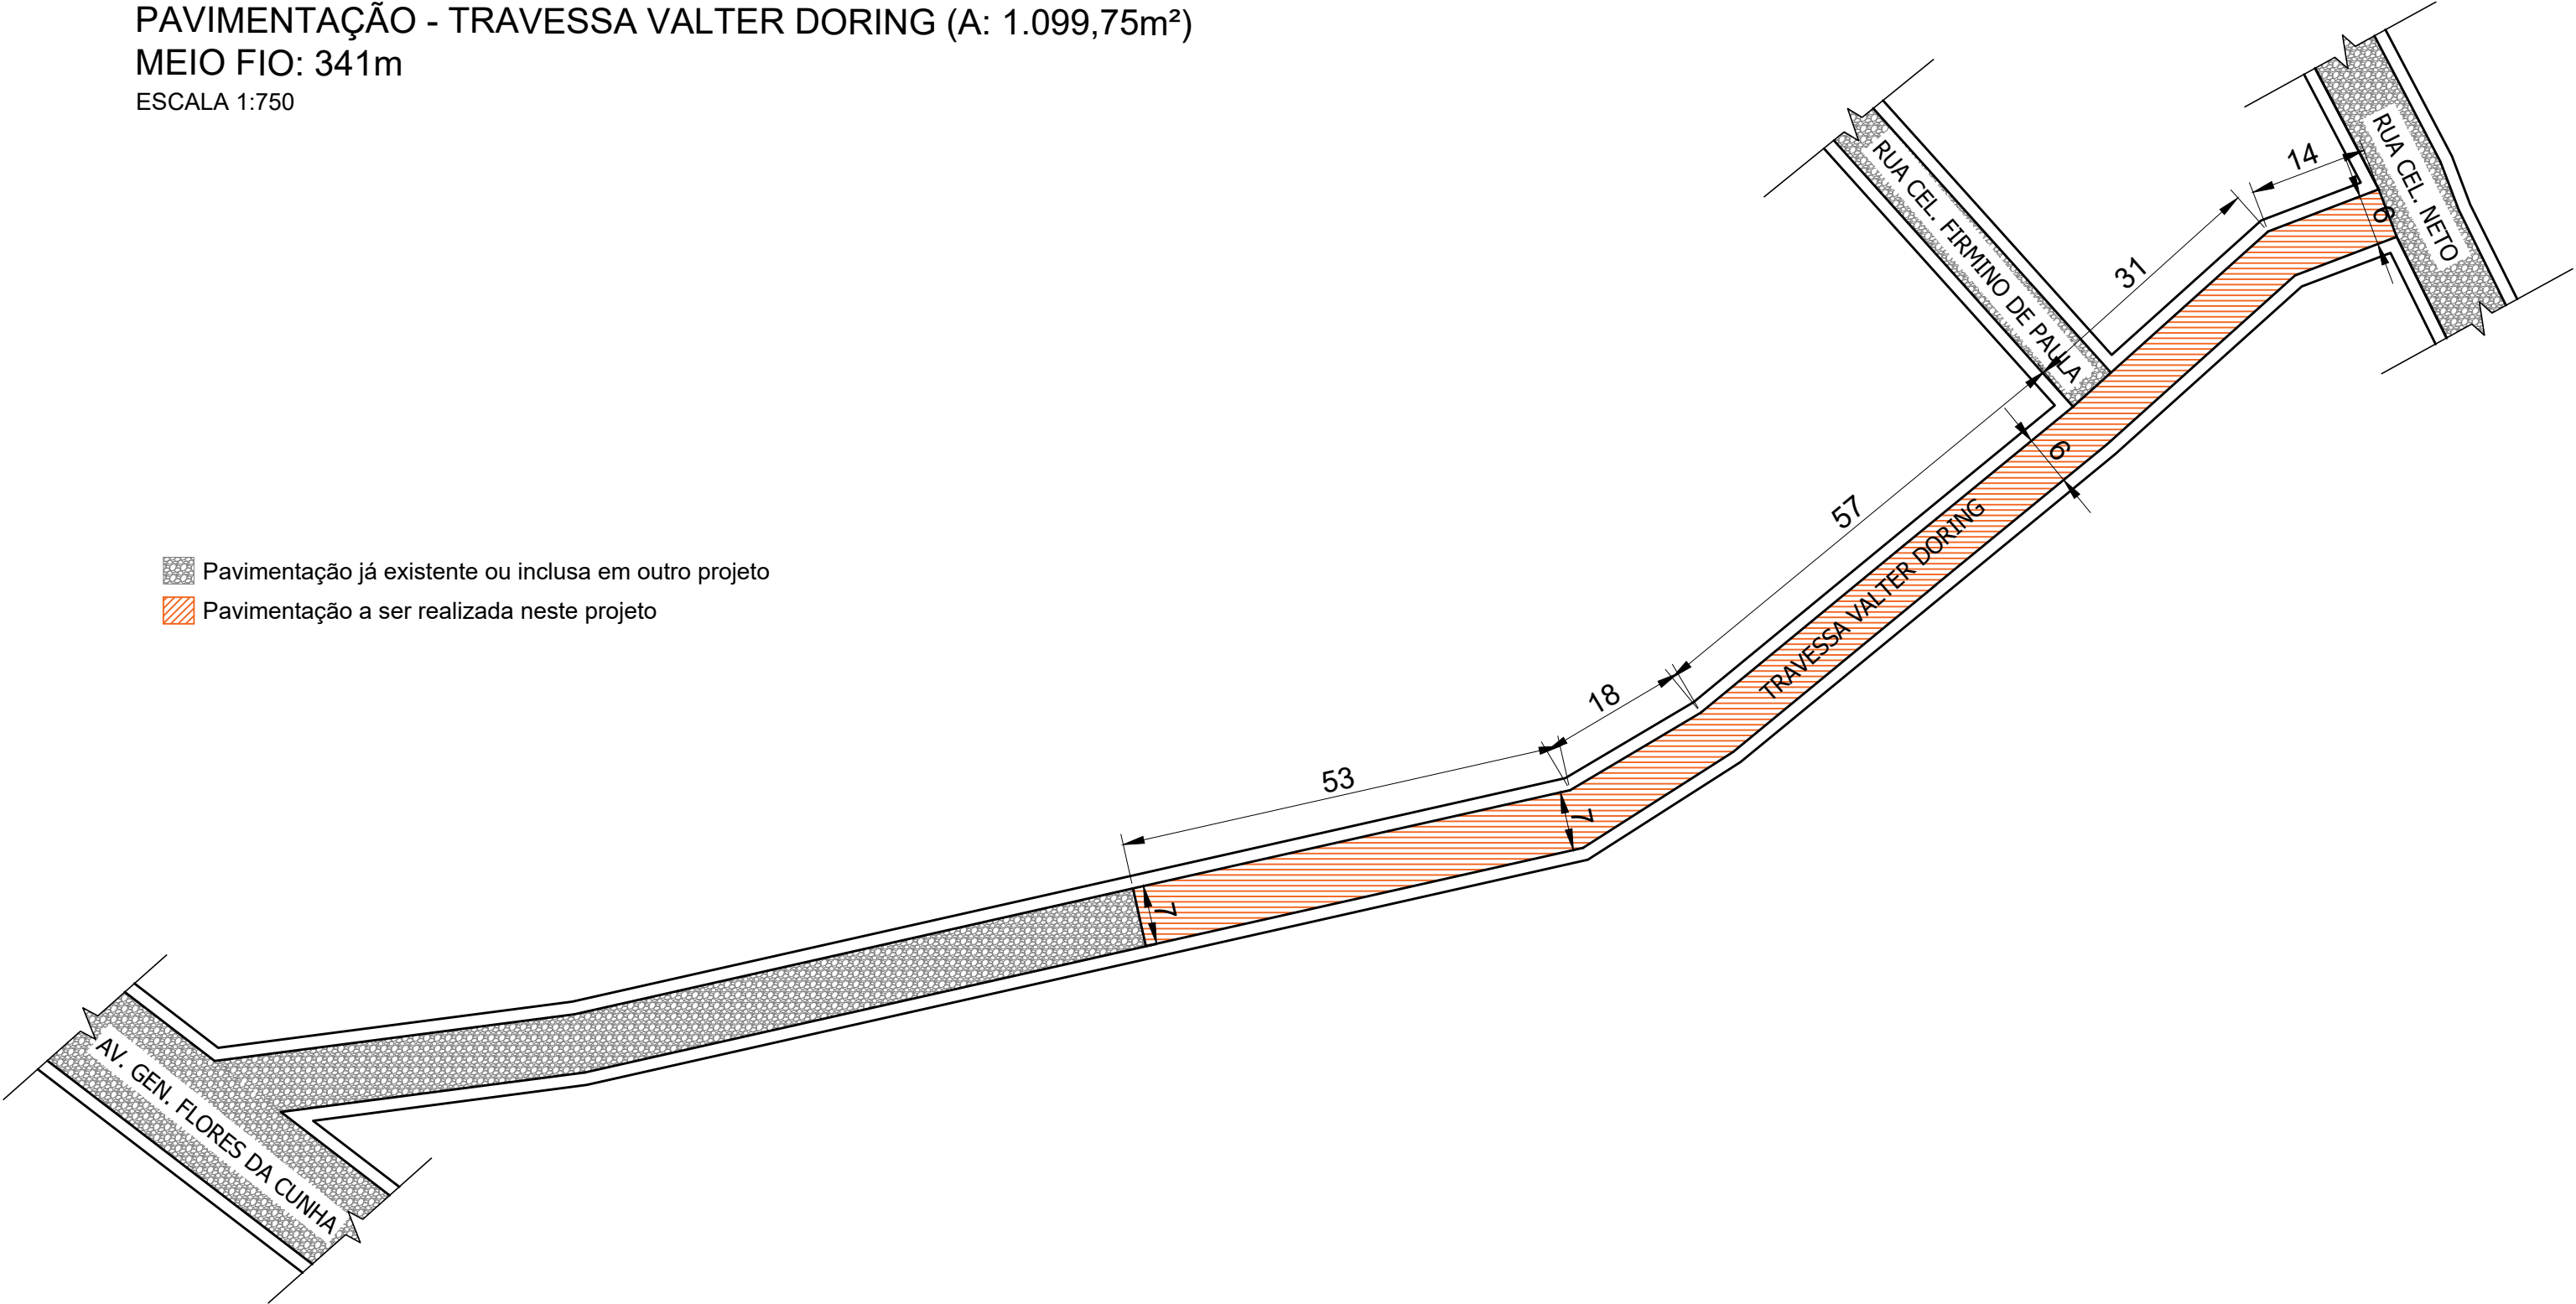 PAVIMENTAÇÃO - TRAVESSA VALTER DORING (A: 1.099,75m²)
MEIO FIO: 341m
ESCALA 1:750
RUA CEL. NETO
14
6
RUA CEL. FIRMINO DE PAULA
31
6
57
TRAVESSA VALTER DORING
Pavimentação já existente ou inclusa em outro projeto
Pavimentação a ser realizada neste projeto
18
53
7
7
AV. GEN. FLORES DA CUNHA